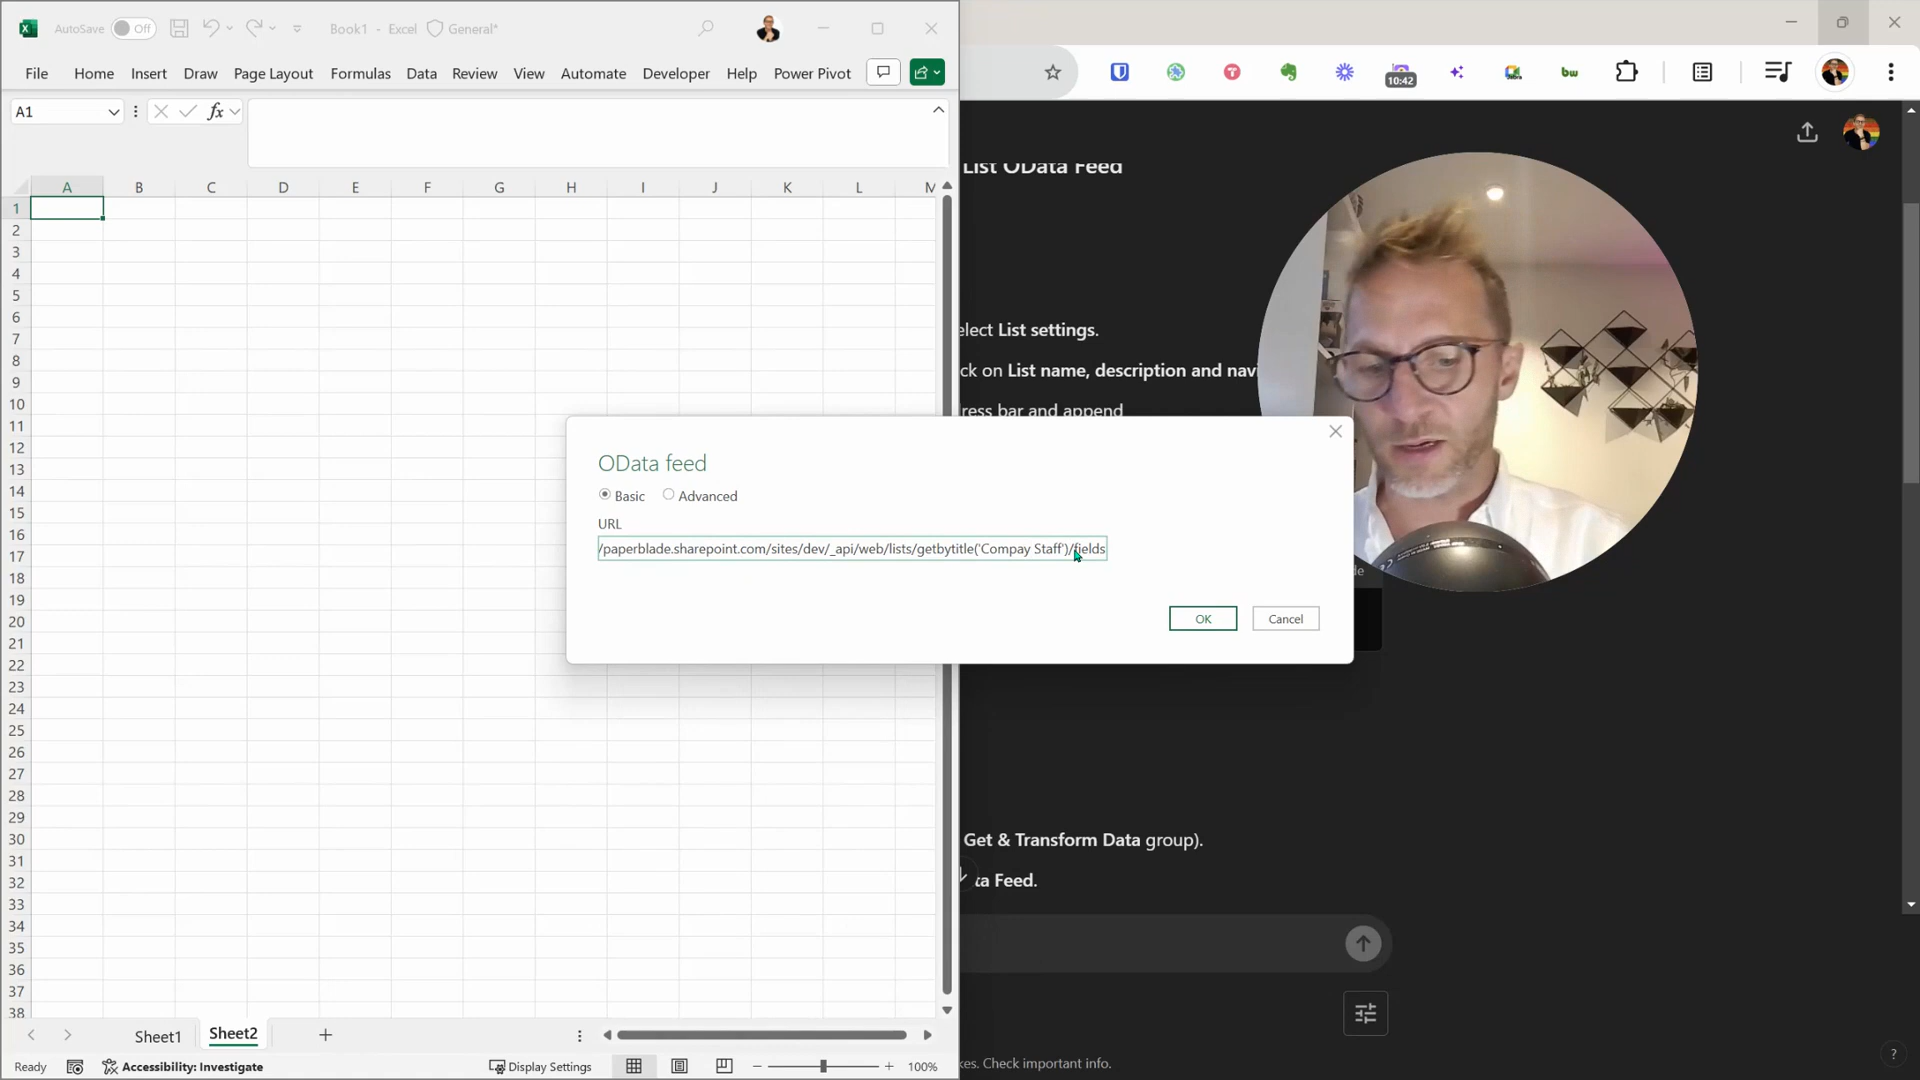 AutoSave Off Book1 - Excel General*
File Home Insert Draw Page Layout Formulas Data Review View Automate Developer Help Power Pivot
10:42
bw
A1 fx
A B C D E F G H I J K L M
1
2
3
4
5
6
7
8
9
10
11
12
13
14
15
16
17
18
19
20
21
22
23
24
25
26
27
28
29
30
31
32
33
34
35
36
37
38
List OData Feed
elect List settings.
ck on List name, description and navi
ress bar and append
OData feed
Basic Advanced
URL
/paperblade.sharepoint.com/sites/dev/_api/web/lists/getbytitle('Compay Staff')/fields
OK Cancel
de
Get & Transform Data group).
ta Feed.
Sheet1 Sheet2
Ready Accessibility: Investigate Display Settings 100%
kes. Check important info.
?